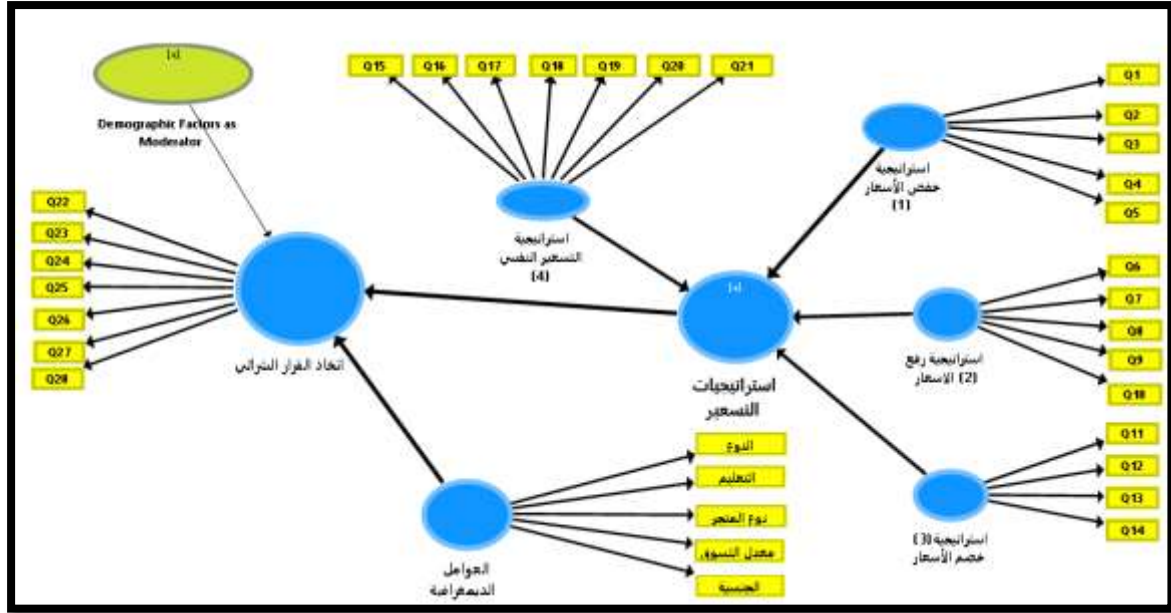 [+]
Demographic Factors as
Moderator
Q15
Q16
Q17
Q18
Q19
Q20
Q21
استراتيجية
التسعير النفسي
(4)
Q1
Q2
Q3
Q4
Q5
استراتيجية
خفض الأسعار
(1)
Q22
Q23
Q24
Q25
Q26
Q27
Q28
اتخاذ القرار الشرائي
[+]
استراتيجيات
التسعير
Q6
Q7
Q8
Q9
Q10
استراتيجية رفع
الاسعار (2)
Q11
Q12
Q13
Q14
استراتيجية (3)
خصم الأسعار
العوامل
الديمغرافية
النوع
التعليم
نوع المتجر
معدل التسوق
الجنسية